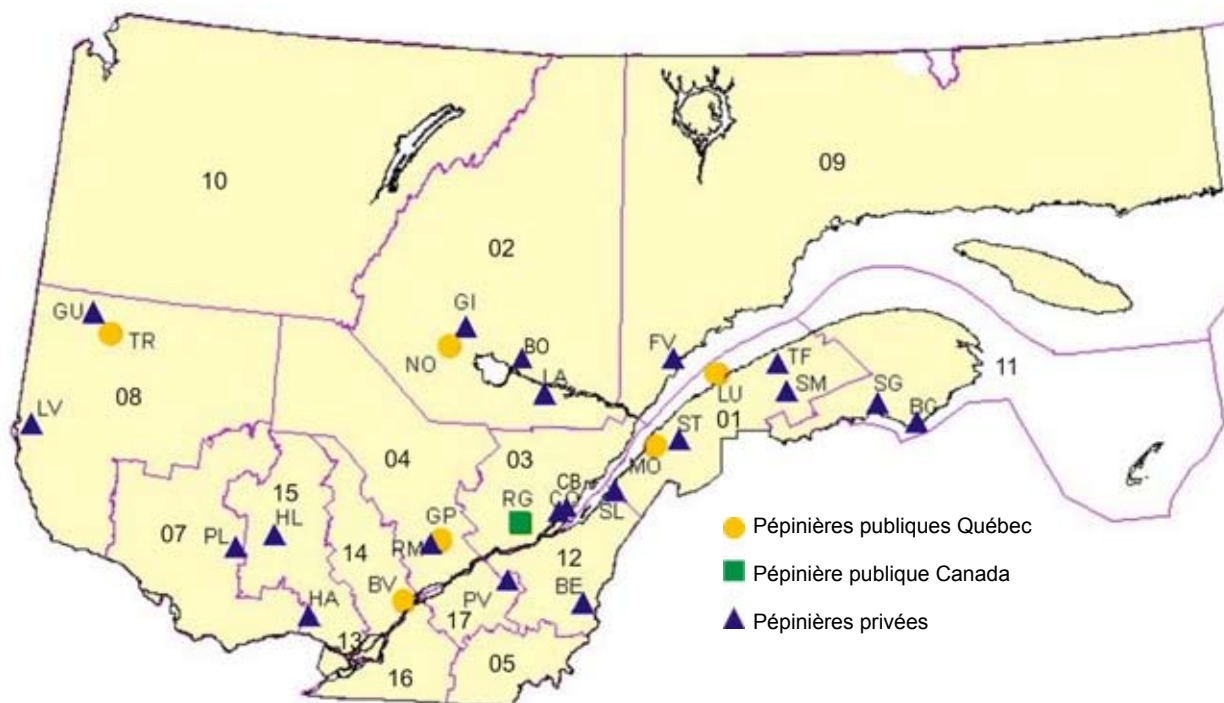 10
09
02
GU
TR
GI
NO
BO
LA
FV
TF
LU
SM
SG
11
BC
LV
08
01
ST
04
03
MO
15
CB
RG
CO
SL
HL
GP
07
PL
RM
14
12
BV
PV
BE
HA
17
13
05
16
Pépinières publiques Québec
Pépinière publique Canada
Pépinières privées